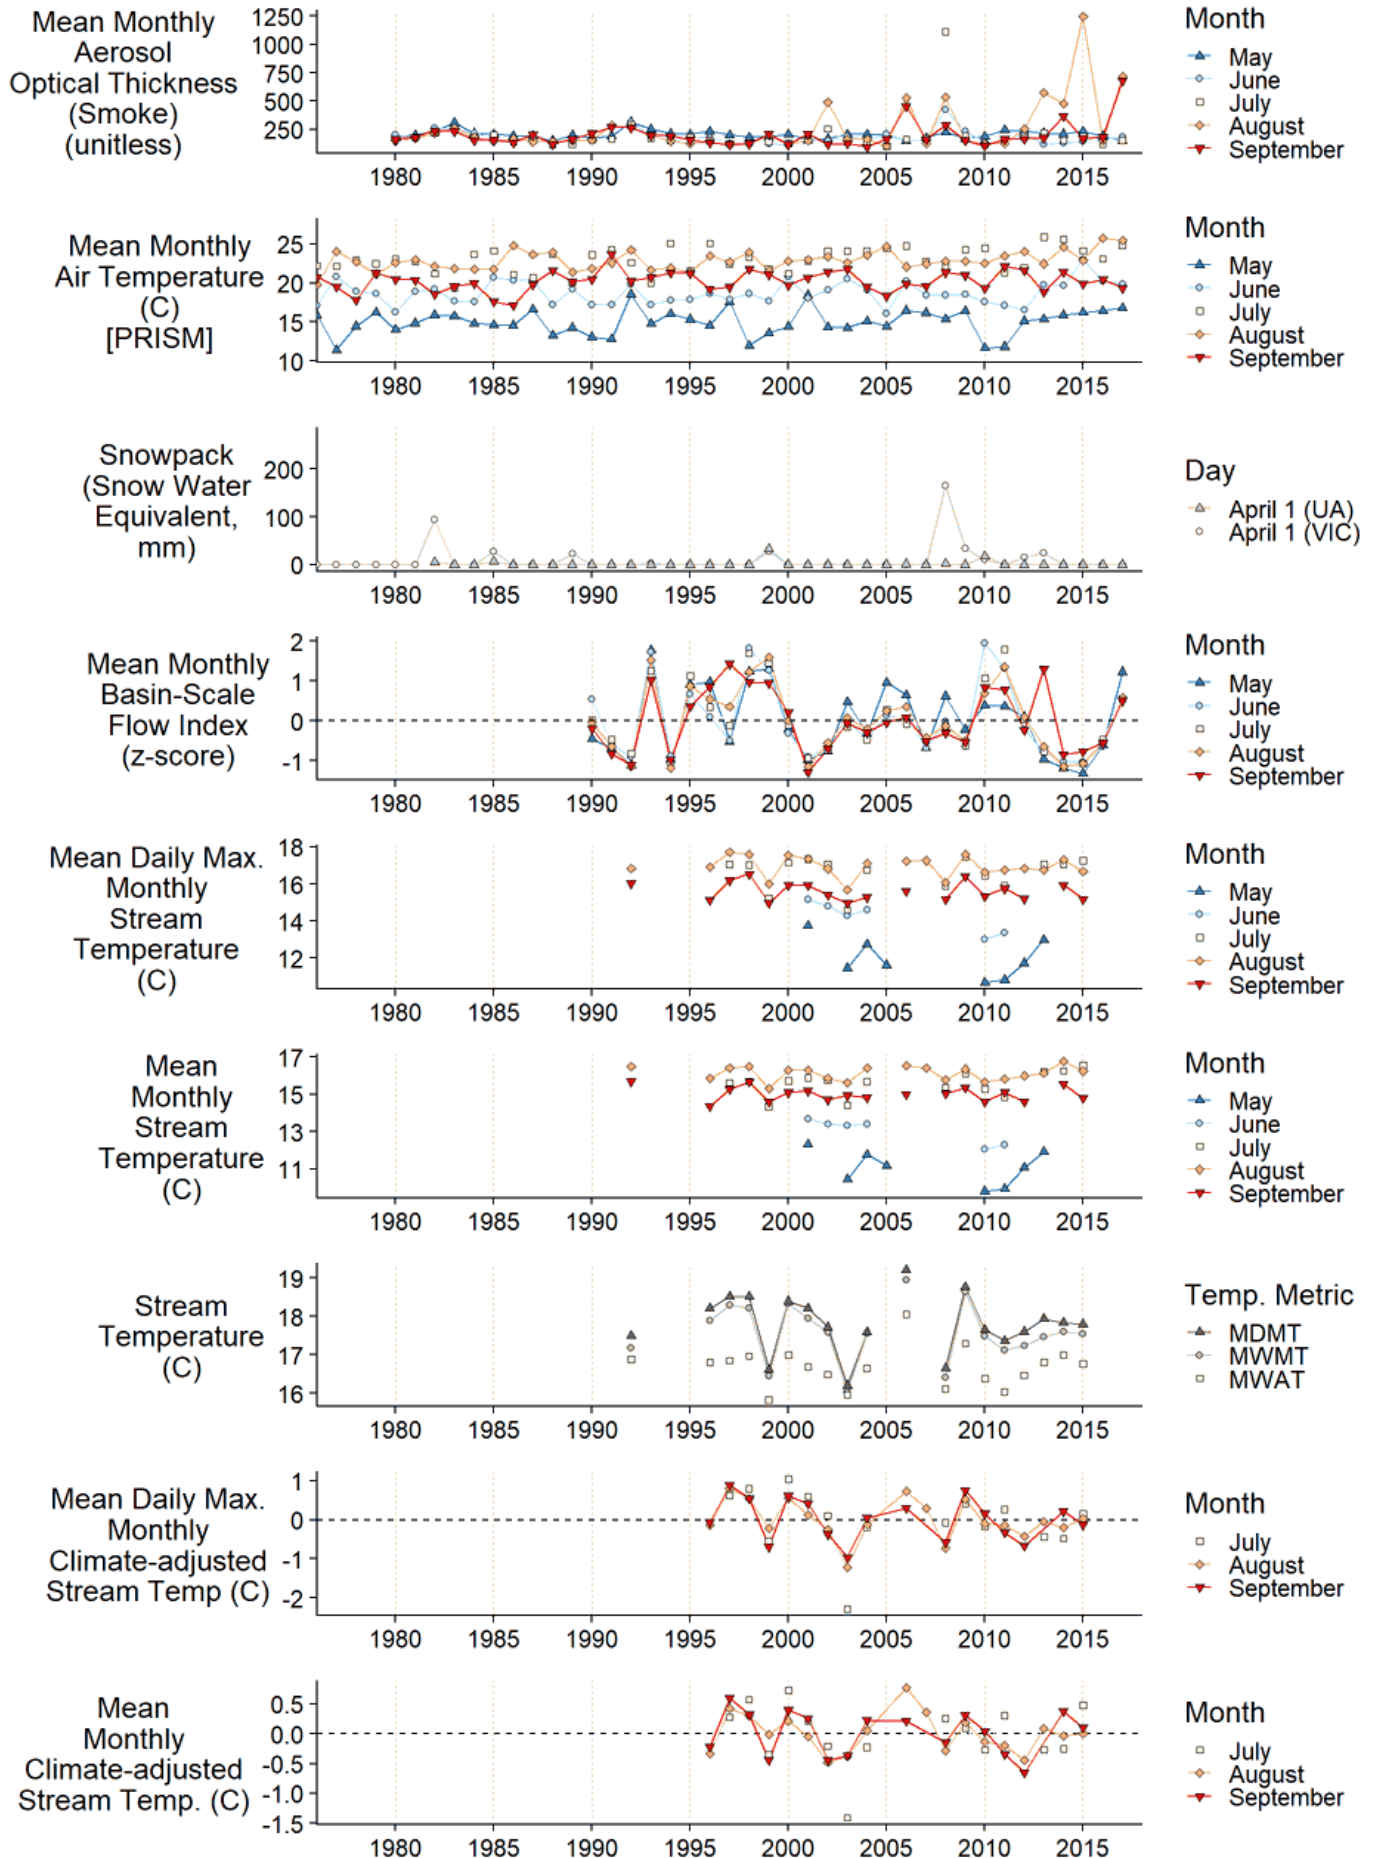 Mean Monthly
Aerosol
Optical Thickness
(Smoke)
(unitless)
1250
1000
750
500
250
1980 1985 1990 1995 2000 2005 2010 2015
Month
May
June
July
August
September
Mean Monthly
Air Temperature
(C)
[PRISM]
25
20
15
10
1980 1985 1990 1995 2000 2005 2010 2015
Month
May
June
July
August
September
Snowpack
(Snow Water
Equivalent,
mm)
200
100
0
1980 1985 1990 1995 2000 2005 2010 2015
Day
April 1 (UA)
April 1 (VIC)
Mean Monthly
Basin-Scale
Flow Index
(z-score)
2
1
0
-1
1980 1985 1990 1995 2000 2005 2010 2015
Month
May
June
July
August
September
Mean Daily Max.
Monthly
Stream
Temperature
(C)
18
16
14
12
1980 1985 1990 1995 2000 2005 2010 2015
Month
May
June
July
August
September
Mean
Monthly
Stream
Temperature
(C)
17
15
13
11
1980 1985 1990 1995 2000 2005 2010 2015
Month
May
June
July
August
September
Stream
Temperature
(C)
19
18
17
16
1980 1985 1990 1995 2000 2005 2010 2015
Temp. Metric
MDMT
MWMT
MWAT
Mean Daily Max.
Monthly
Climate-adjusted
Stream Temp (C)
1
0
-1
-2
1980 1985 1990 1995 2000 2005 2010 2015
Month
July
August
September
Mean
Monthly
Climate-adjusted
Stream Temp. (C)
0.5
0.0
-0.5
-1.0
-1.5
1980 1985 1990 1995 2000 2005 2010 2015
Month
July
August
September